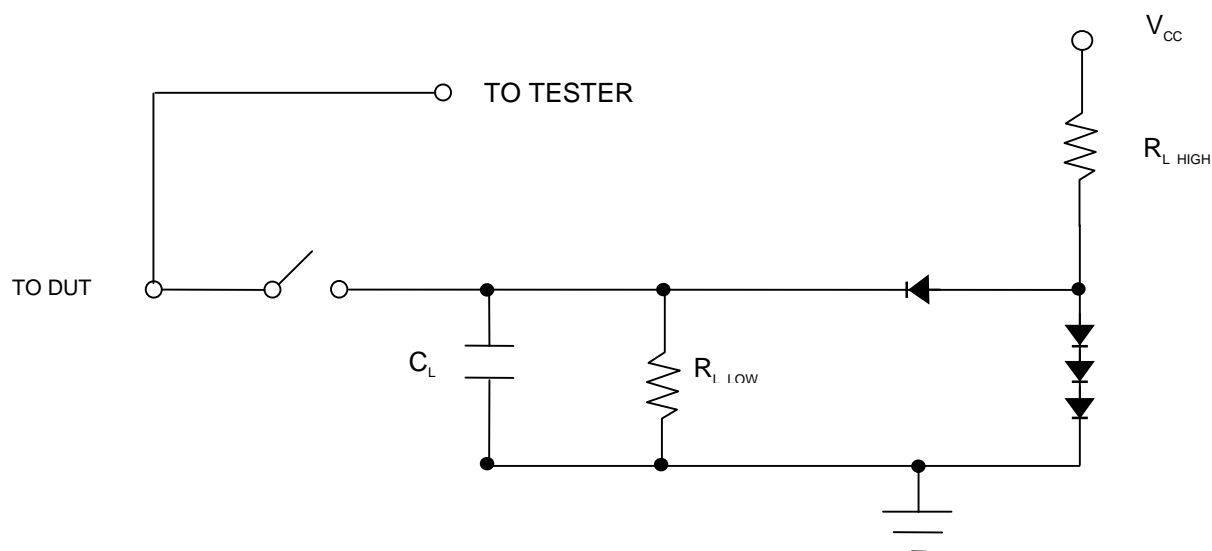 V_CC
TO TESTER
R_L HIGH
TO DUT
C_L
R_L LOW